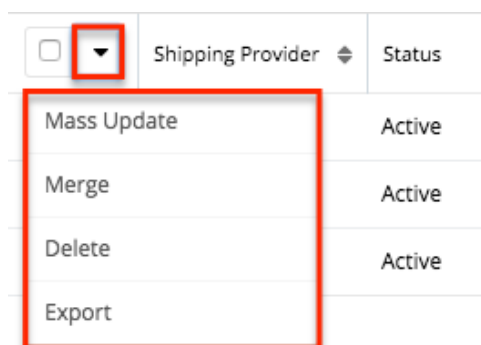 Shipping Provider Status
Mass Update Active
Merge Active
Delete Active
Export